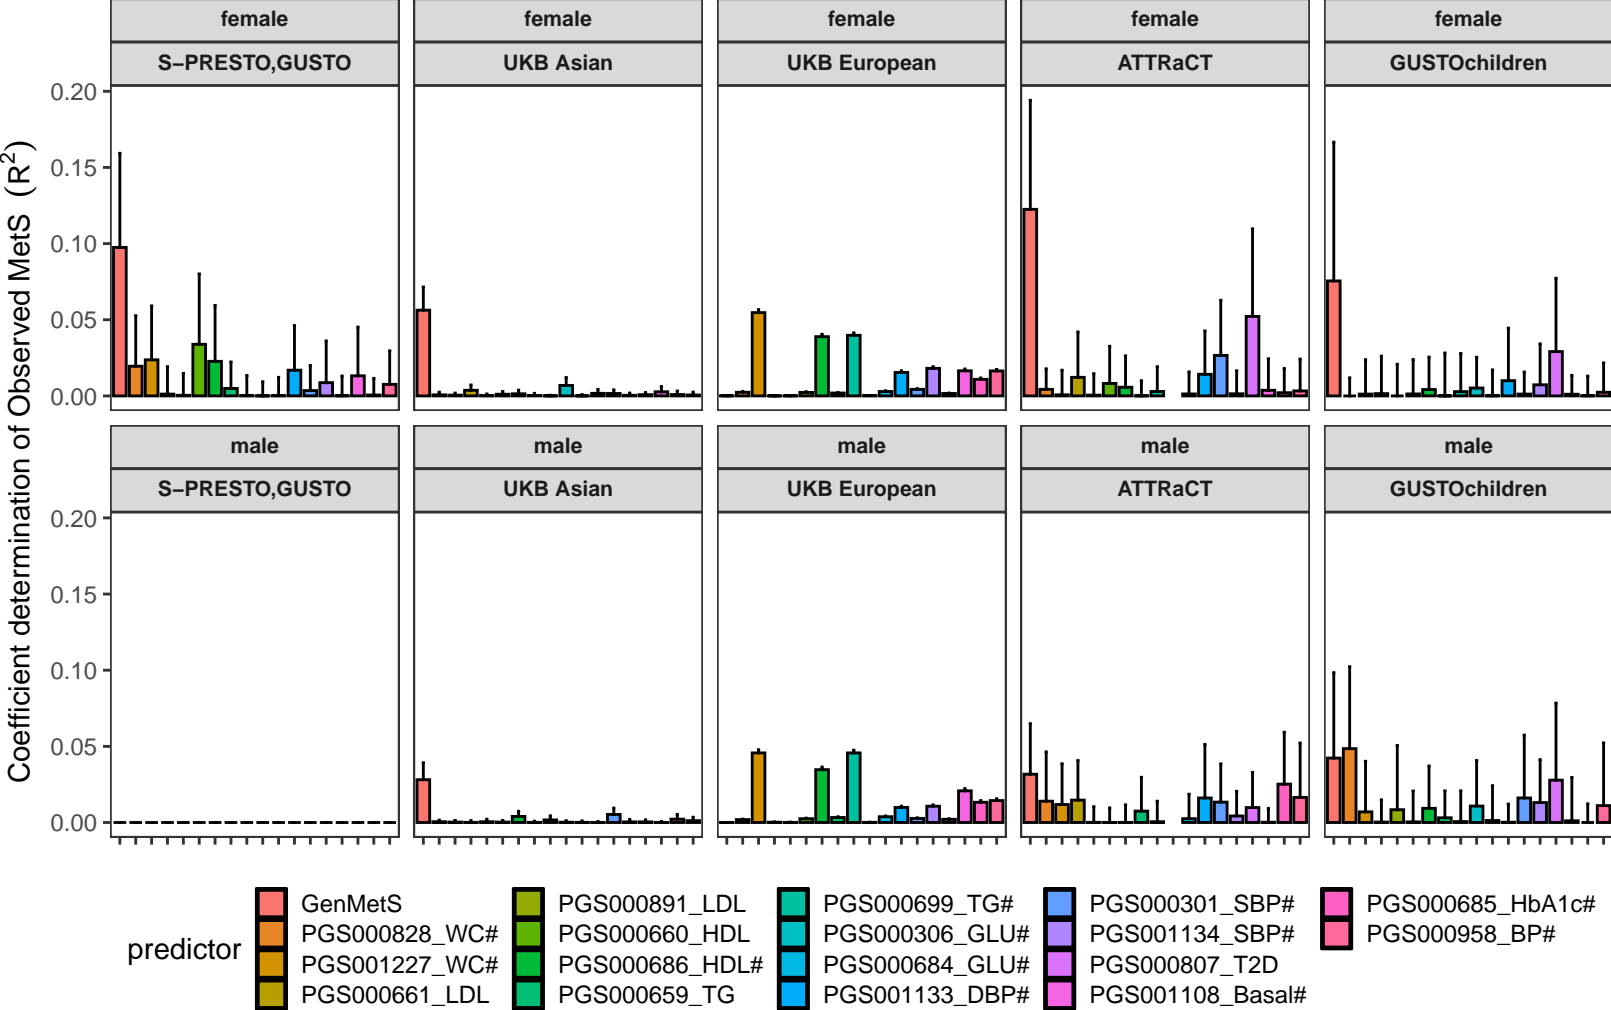 female female female female female
S−PRESTO,GUSTO UKB Asian UKB European ATTRaCT GUSTOchildren
0.20
0.15
0.10
0.05
0.00
Coefficient determination of Observed MetS (R²)
male male male male male
S−PRESTO,GUSTO UKB Asian UKB European ATTRaCT GUSTOchildren
0.20
0.15
0.10
0.05
0.00
predictor
GenMetS
PGS000828_WC#
PGS001227_WC#
PGS000661_LDL
PGS000891_LDL
PGS000660_HDL
PGS000686_HDL#
PGS000659_TG
PGS000699_TG#
PGS000306_GLU#
PGS000684_GLU#
PGS001133_DBP#
PGS000301_SBP#
PGS001134_SBP#
PGS000807_T2D
PGS001108_Basal#
PGS000685_HbA1c#
PGS000958_BP#